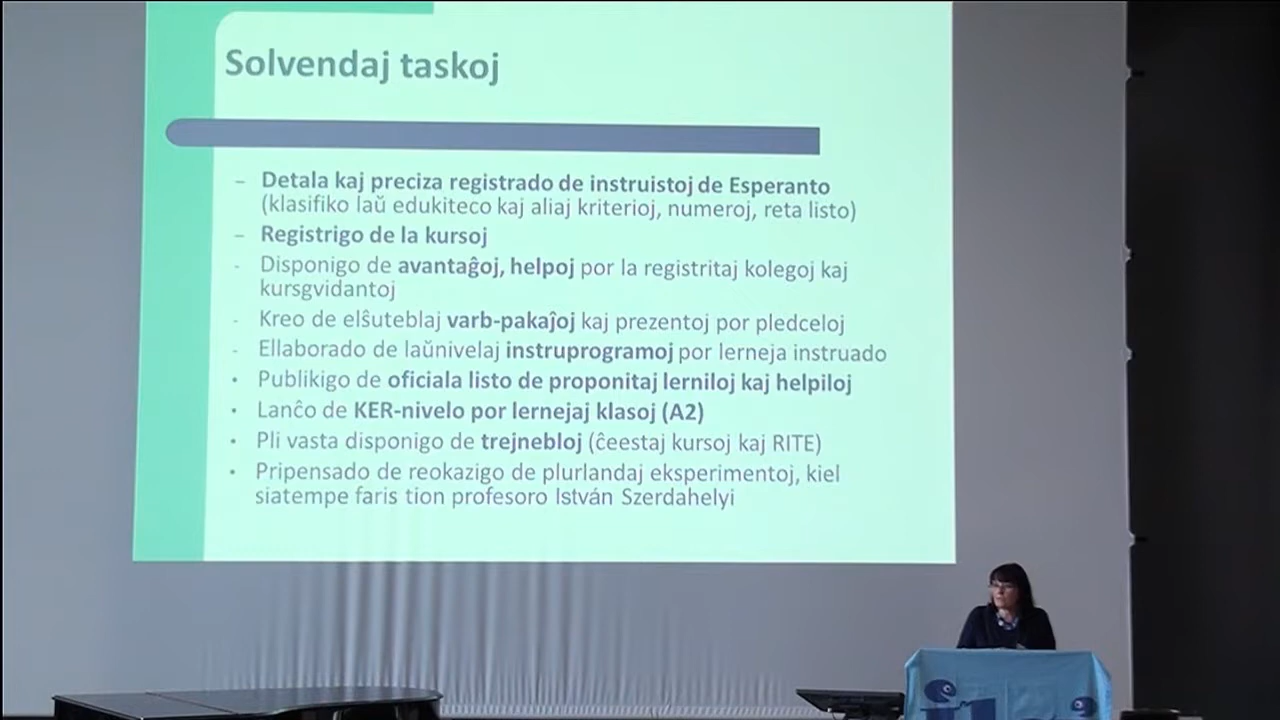 Solvendaj taskoj
– Detala kaj preciza registrado de instruistoj de Esperanto
(klasifiko laŭ edukiteco kaj aliaj kriterioj, numeroj, reta listo)
– Registrigo de la kursoj
- Disponigo de avantaĝoj, helpoj por la registritaj kolegoj kaj
kursgvidantoj
- Kreo de elŝuteblaj varb-pakaĵoj kaj prezentoj por pledceloj
- Ellaborado de laŭnivelaj instruprogramoj por lerneja instruado
• Publikigo de oficiala listo de proponitaj lerniloj kaj helpiloj
• Lanĉo de KER-nivelo por lernejaj klasoj (A2)
• Pli vasta disponigo de trejnebloj (ĉeestaj kursoj kaj RITE)
• Pripensado de reokazigo de plurlandaj eksperimentoj, kiel
siatempe faris tion profesoro István Szerdahelyi